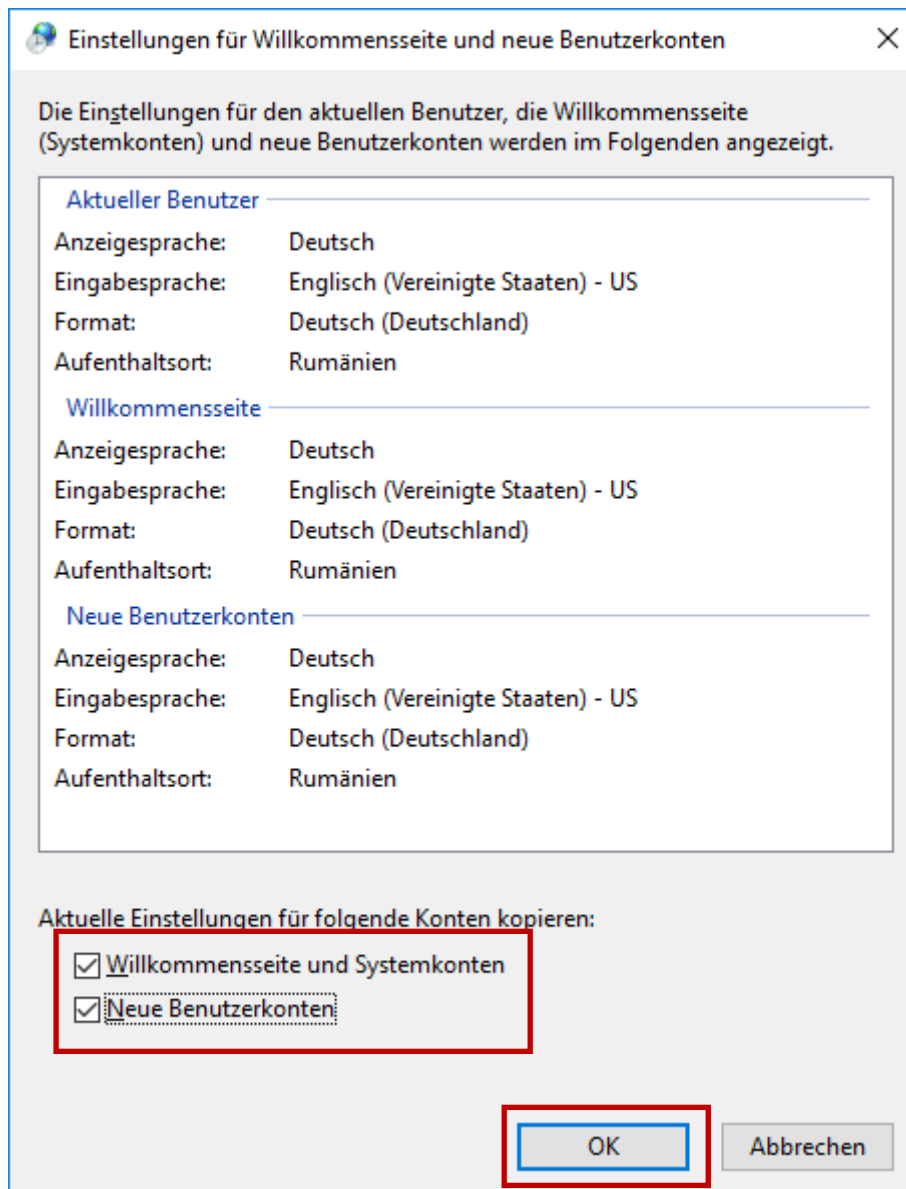 Einstellungen für Willkommensseite und neue Benutzerkonten
Die Einstellungen für den aktuellen Benutzer, die Willkommensseite
(Systemkonten) und neue Benutzerkonten werden im Folgenden angezeigt.
Aktueller Benutzer
Anzeigesprache: Deutsch
Eingabesprache: Englisch (Vereinigte Staaten) - US
Format: Deutsch (Deutschland)
Aufenthaltsort: Rumänien
Willkommensseite
Anzeigesprache: Deutsch
Eingabesprache: Englisch (Vereinigte Staaten) - US
Format: Deutsch (Deutschland)
Aufenthaltsort: Rumänien
Neue Benutzerkonten
Anzeigesprache: Deutsch
Eingabesprache: Englisch (Vereinigte Staaten) - US
Format: Deutsch (Deutschland)
Aufenthaltsort: Rumänien
Aktuelle Einstellungen für folgende Konten kopieren:
Willkommensseite und Systemkonten
Neue Benutzerkonten
OK Abbrechen